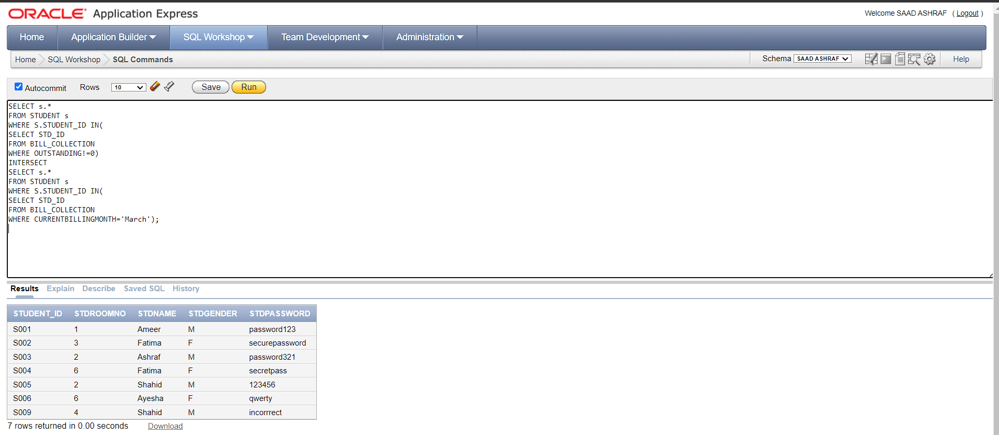 ORACLE Application Express
Welcome SAAD ASHRAF ( Logout )
Home Application Builder SQL Workshop Team Development Administration
Home SQL Workshop SQL Commands
Schema SAAD ASHRAF Help
Autocommit Rows 10 Save Run
SELECT s.*
FROM STUDENT s
WHERE S.STUDENT_ID IN(
SELECT STD_ID
FROM BILL_COLLECTION
WHERE OUTSTANDING!=0)
INTERSECT
SELECT s.*
FROM STUDENT s
WHERE S.STUDENT_ID IN(
SELECT STD_ID
FROM BILL_COLLECTION
WHERE CURRENTBILLINGMONTH='March');
Results Explain Describe Saved SQL History
STUDENT_ID STDROOMNO STDNAME STDGENDER STDPASSWORD
S001 1 Ameer M password123
S002 3 Fatima F securepassword
S003 2 Ashraf M password321
S004 6 Fatima F secretpass
S005 2 Shahid M 123456
S006 6 Ayesha F qwerty
S009 4 Shahid M incorrrect
7 rows returned in 0.00 seconds Download